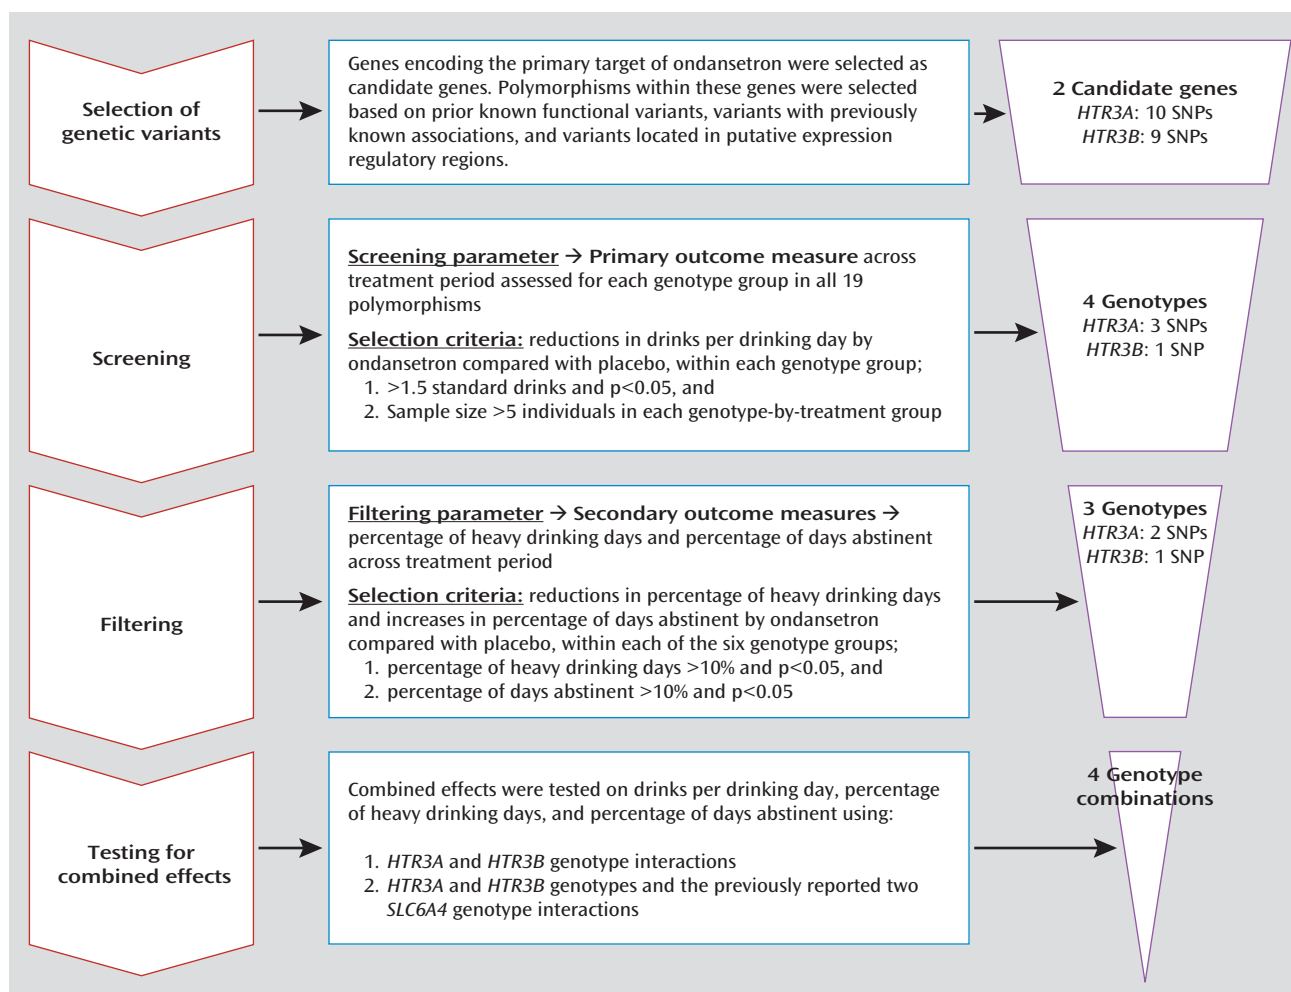 Selection of
genetic variants
Genes encoding the primary target of ondansetron were selected as
candidate genes. Polymorphisms within these genes were selected
based on prior known functional variants, variants with previously
known associations, and variants located in putative expression
regulatory regions.
2 Candidate genes
HTR3A: 10 SNPs
HTR3B: 9 SNPs
Screening
Screening parameter → Primary outcome measure across
treatment period assessed for each genotype group in all 19
polymorphisms
Selection criteria: reductions in drinks per drinking day by
ondansetron compared with placebo, within each genotype group;
1. >1.5 standard drinks and p<0.05, and
2. Sample size >5 individuals in each genotype-by-treatment group
4 Genotypes
HTR3A: 3 SNPs
HTR3B: 1 SNP
Filtering
Filtering parameter → Secondary outcome measures →
percentage of heavy drinking days and percentage of days abstinent
across treatment period
Selection criteria: reductions in percentage of heavy drinking days
and increases in percentage of days abstinent by ondansetron
compared with placebo, within each of the six genotype groups;
1. percentage of heavy drinking days >10% and p<0.05, and
2. percentage of days abstinent >10% and p<0.05
3 Genotypes
HTR3A: 2 SNPs
HTR3B: 1 SNP
Testing for
combined effects
Combined effects were tested on drinks per drinking day, percentage
of heavy drinking days, and percentage of days abstinent using:
1. HTR3A and HTR3B genotype interactions
2. HTR3A and HTR3B genotypes and the previously reported two
SLC6A4 genotype interactions
4 Genotype
combinations